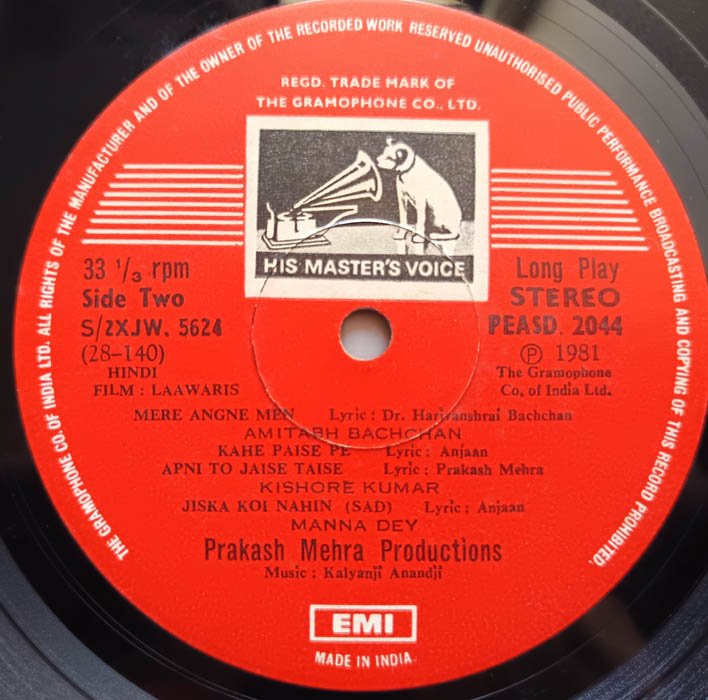 ALL RIGHTS OF THE MANUFACTURER AND OF THE OWNER OF THE RECORDED WORK RESERVED UNAUTHORISED PUBLIC PERFORMANCE BROADCASTING AND COPYING OF THIS RECORD PROHIBITED.
THE GRAMOPHONE CO. OF INDIA LTD.
REGD. TRADE MARK OF
THE GRAMOPHONE CO., LTD.
HIS MASTER'S VOICE
33 1/3 rpm
Side Two
S/2XJW. 5624
(28-140)
HINDI
FILM : LAAWARIS
Long Play
STEREO
PEASD. 2044
℗ 1981
The Gramophone
Co. of India Ltd.
MERE ANGNE MEN Lyric : Dr. Harivanshrai Bachchan
AMITABH BACHCHAN
KAHE PAISE PE Lyric : Anjaan
APNI TO JAISE TAISE Lyric : Prakash Mehra
KISHORE KUMAR
JISKA KOI NAHIN (SAD) Lyric : Anjaan
MANNA DEY
Prakash Mehra Productions
Music : Kalyanji Anandji
EMI
MADE IN INDIA